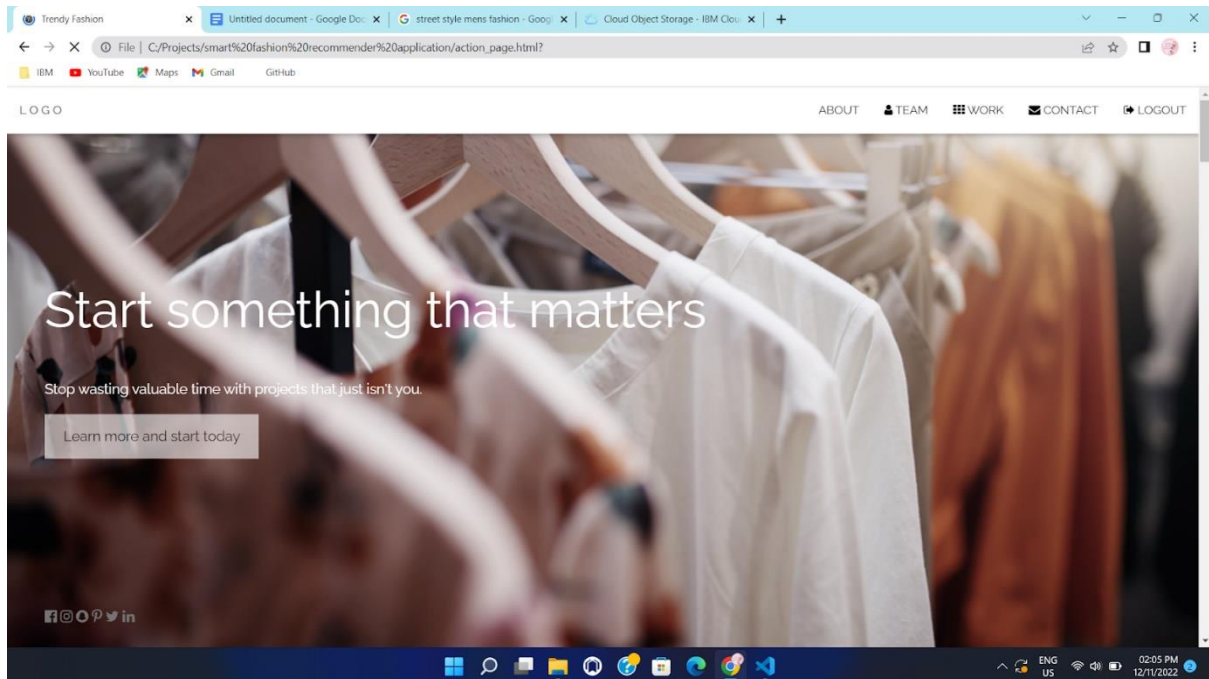 Trendy Fashion
Untitled document - Google Doc
street style mens fashion - Googl
Cloud Object Storage - IBM Clou
File | C:/Projects/smart%20fashion%20recommender%20application/action_page.html?
IBM YouTube Maps Gmail GitHub
LOGO ABOUT TEAM WORK CONTACT LOGOUT
Start something that matters
Stop wasting valuable time with projects that just isn't you.
Learn more and start today
ENG
US
02:05 PM
12/11/2022
2